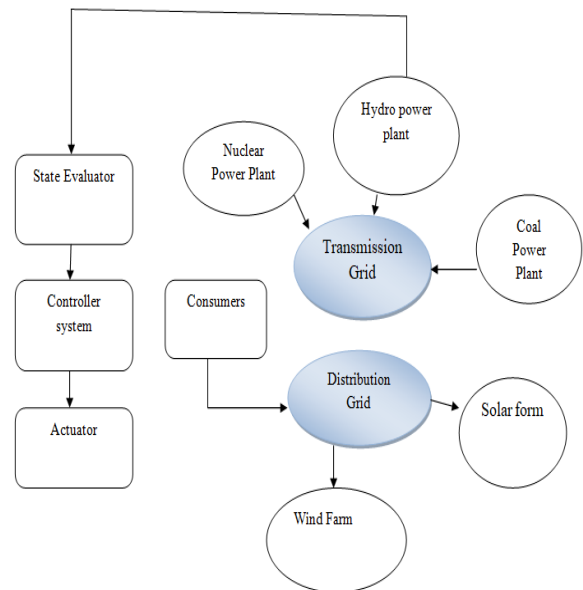 Hydro power
plant
Nuclear
Power Plant
State Evaluator
Transmission
Grid
Coal
Power
Plant
Controller
system
Consumers
Distribution
Grid
Solar form
Actuator
Wind Farm